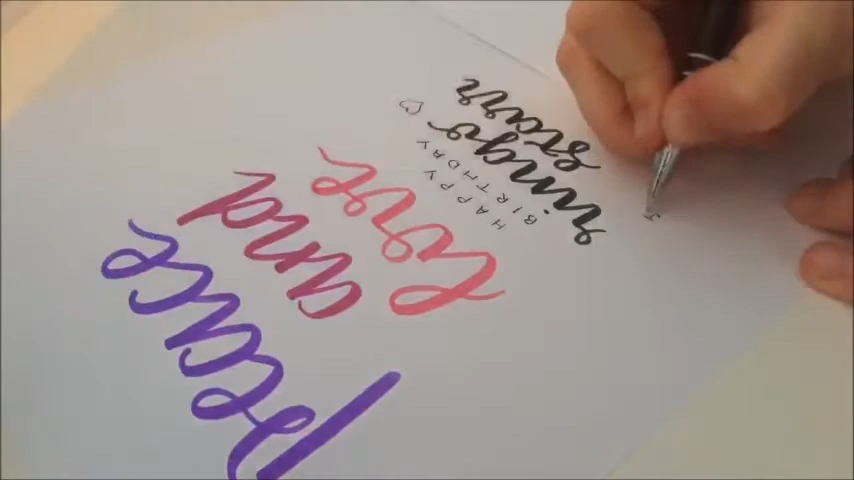 peace
and
love
HAPPY
BIRTHDAY
ringo
starr